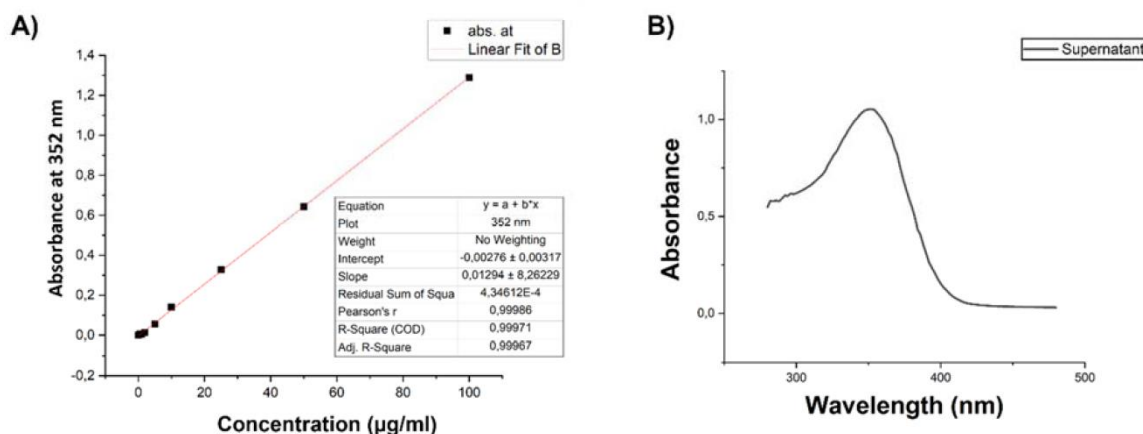 A)
abs. at
Linear Fit of B
1,4
1,2
1,0
0,8
0,6
0,4
0,2
0,0
-0,2
Absorbance at 352 nm
0
20
40
60
80
100
Concentration (µg/ml)
Equation y = a + b*x
Plot 352 nm
Weight No Weighting
Intercept -0,00276 ± 0,00317
Slope 0,01294 ± 8,26229
Residual Sum of Squa 4,34612E-4
Pearson's r 0,99986
R-Square (COD) 0,99971
Adj. R-Square 0,99967
B)
Supernatant
1,0
0,5
0,0
Absorbance
300
400
500
Wavelength (nm)